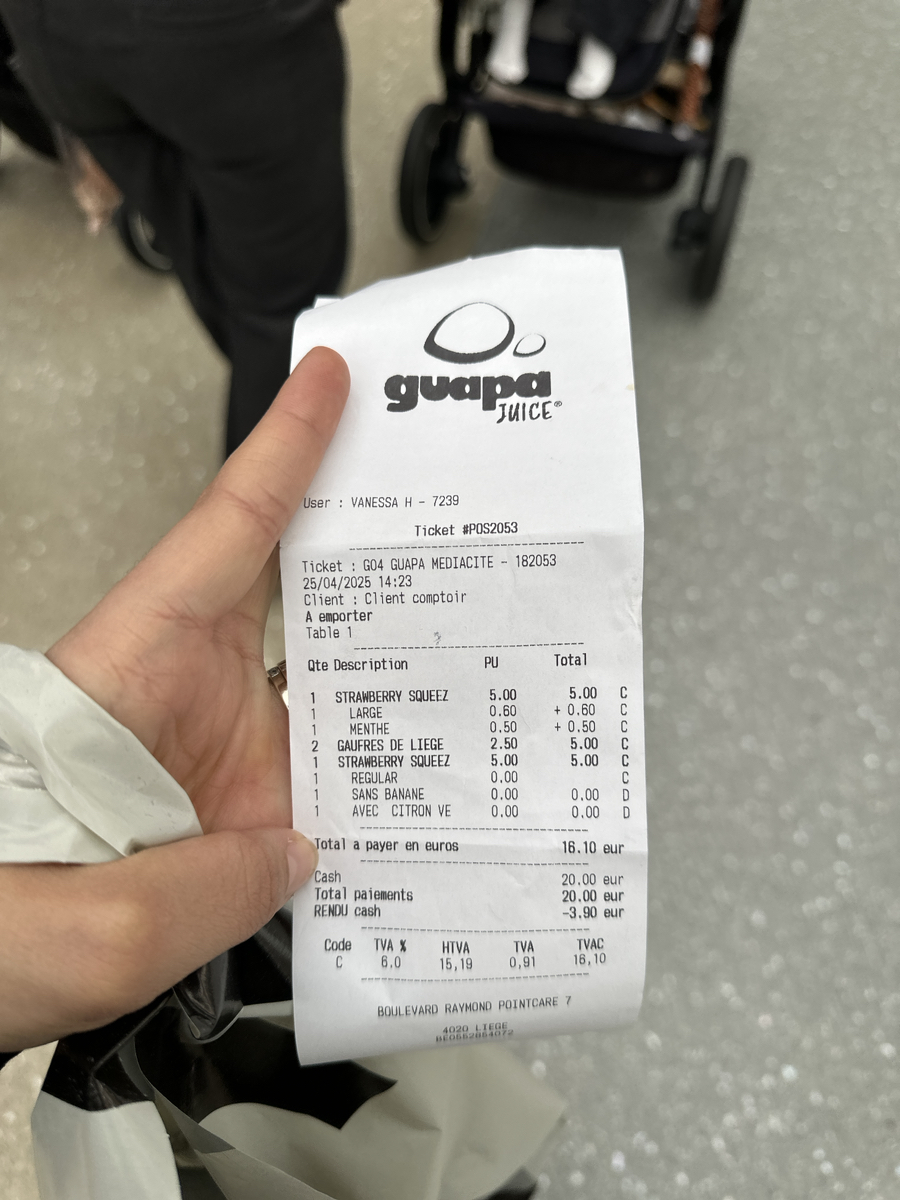 guapa
JUICE®
User : VANESSA H - 7239
Ticket #POS2053
Ticket : G04 GUAPA MEDIACITE - 182053
25/04/2025 14:23
Client : Client comptoir
A emporter
Table 1
Qte Description PU Total
1 STRAWBERRY SQUEEZ 5.00 5.00 C
1 LARGE 0.60 + 0.60 C
1 MENTHE 0.50 + 0.50 C
2 GAUFRES DE LIEGE 2.50 5.00 C
1 STRAWBERRY SQUEEZ 5.00 5.00 C
1 REGULAR 0.00 C
1 SANS BANANE 0.00 0.00 D
1 AVEC CITRON VE 0.00 0.00 D
Total a payer en euros 16.10 eur
Cash 20.00 eur
Total paiements 20.00 eur
RENDU cash -3.90 eur
Code TVA % HTVA TVA TVAC
C 6.0 15,19 0,91 16,10
BOULEVARD RAYMOND POINTCARE 7
4020 LIEGE